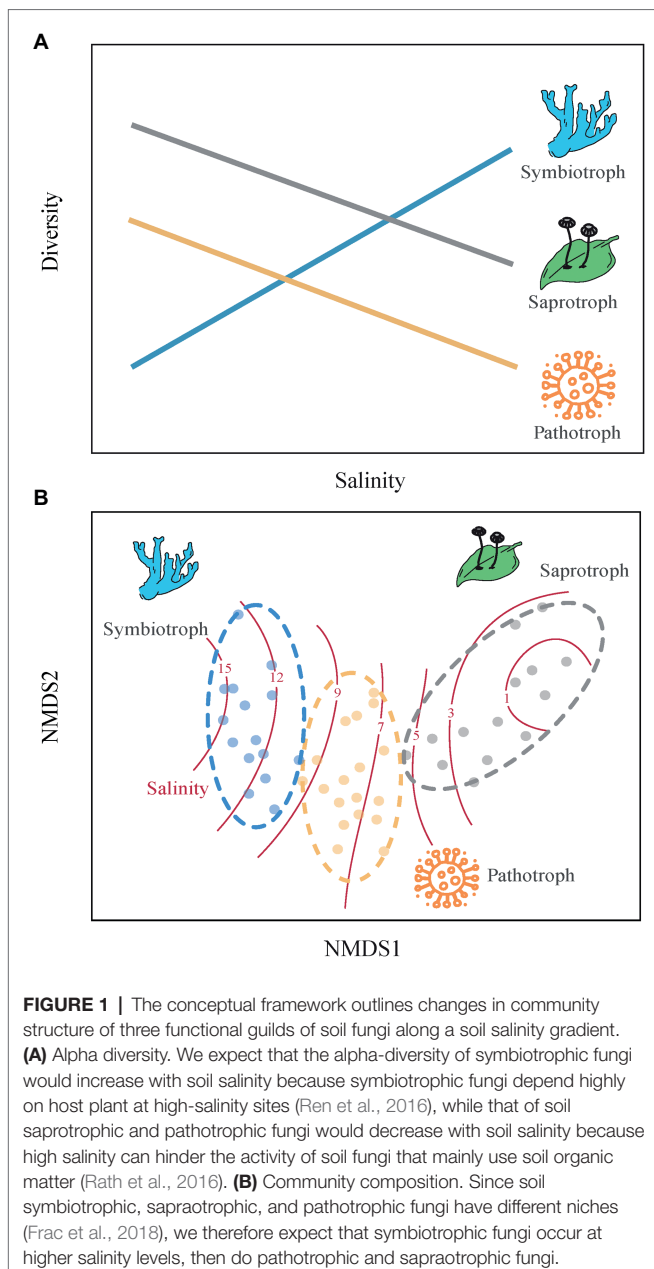 A
Diversity
Symbiotroph
Saprotroph
Pathotroph
Salinity
B
NMDS2
Symbiotroph
Saprotroph
15
12
9
7
5
3
1
Salinity
Pathotroph
NMDS1
FIGURE 1 | The conceptual framework outlines changes in community
structure of three functional guilds of soil fungi along a soil salinity gradient.
(A) Alpha diversity. We expect that the alpha-diversity of symbiotrophic fungi
would increase with soil salinity because symbiotrophic fungi depend highly
on host plant at high-salinity sites (Ren et al., 2016), while that of soil
saprotrophic and pathotrophic fungi would decrease with soil salinity because
high salinity can hinder the activity of soil fungi that mainly use soil organic
matter (Rath et al., 2016). (B) Community composition. Since soil
symbiotrophic, sapraotrophic, and pathotrophic fungi have different niches
(Frac et al., 2018), we therefore expect that symbiotrophic fungi occur at
higher salinity levels, then do pathotrophic and sapraotrophic fungi.